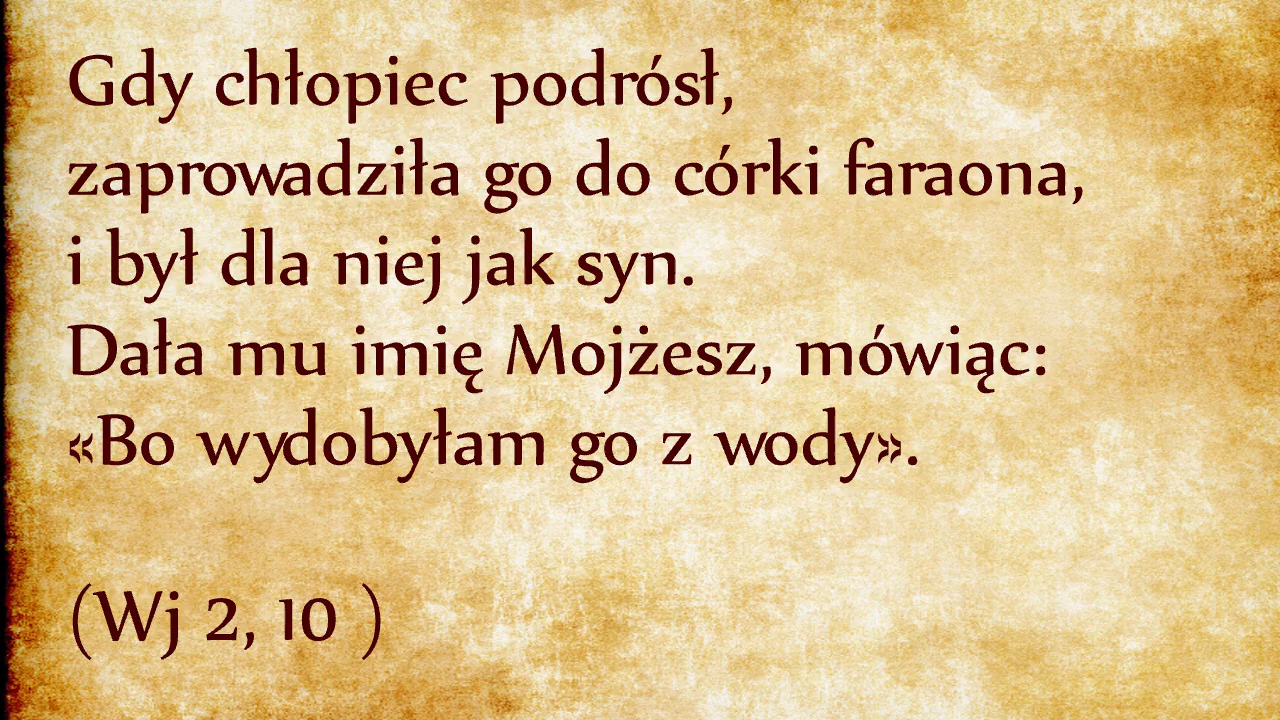 Gdy chłopiec podrósł,
zaprowadziła go do córki faraona,
i był dla niej jak syn.
Dała mu imię Mojżesz, mówiąc:
«Bo wydobyłam go z wody».
(Wj 2, 10 )